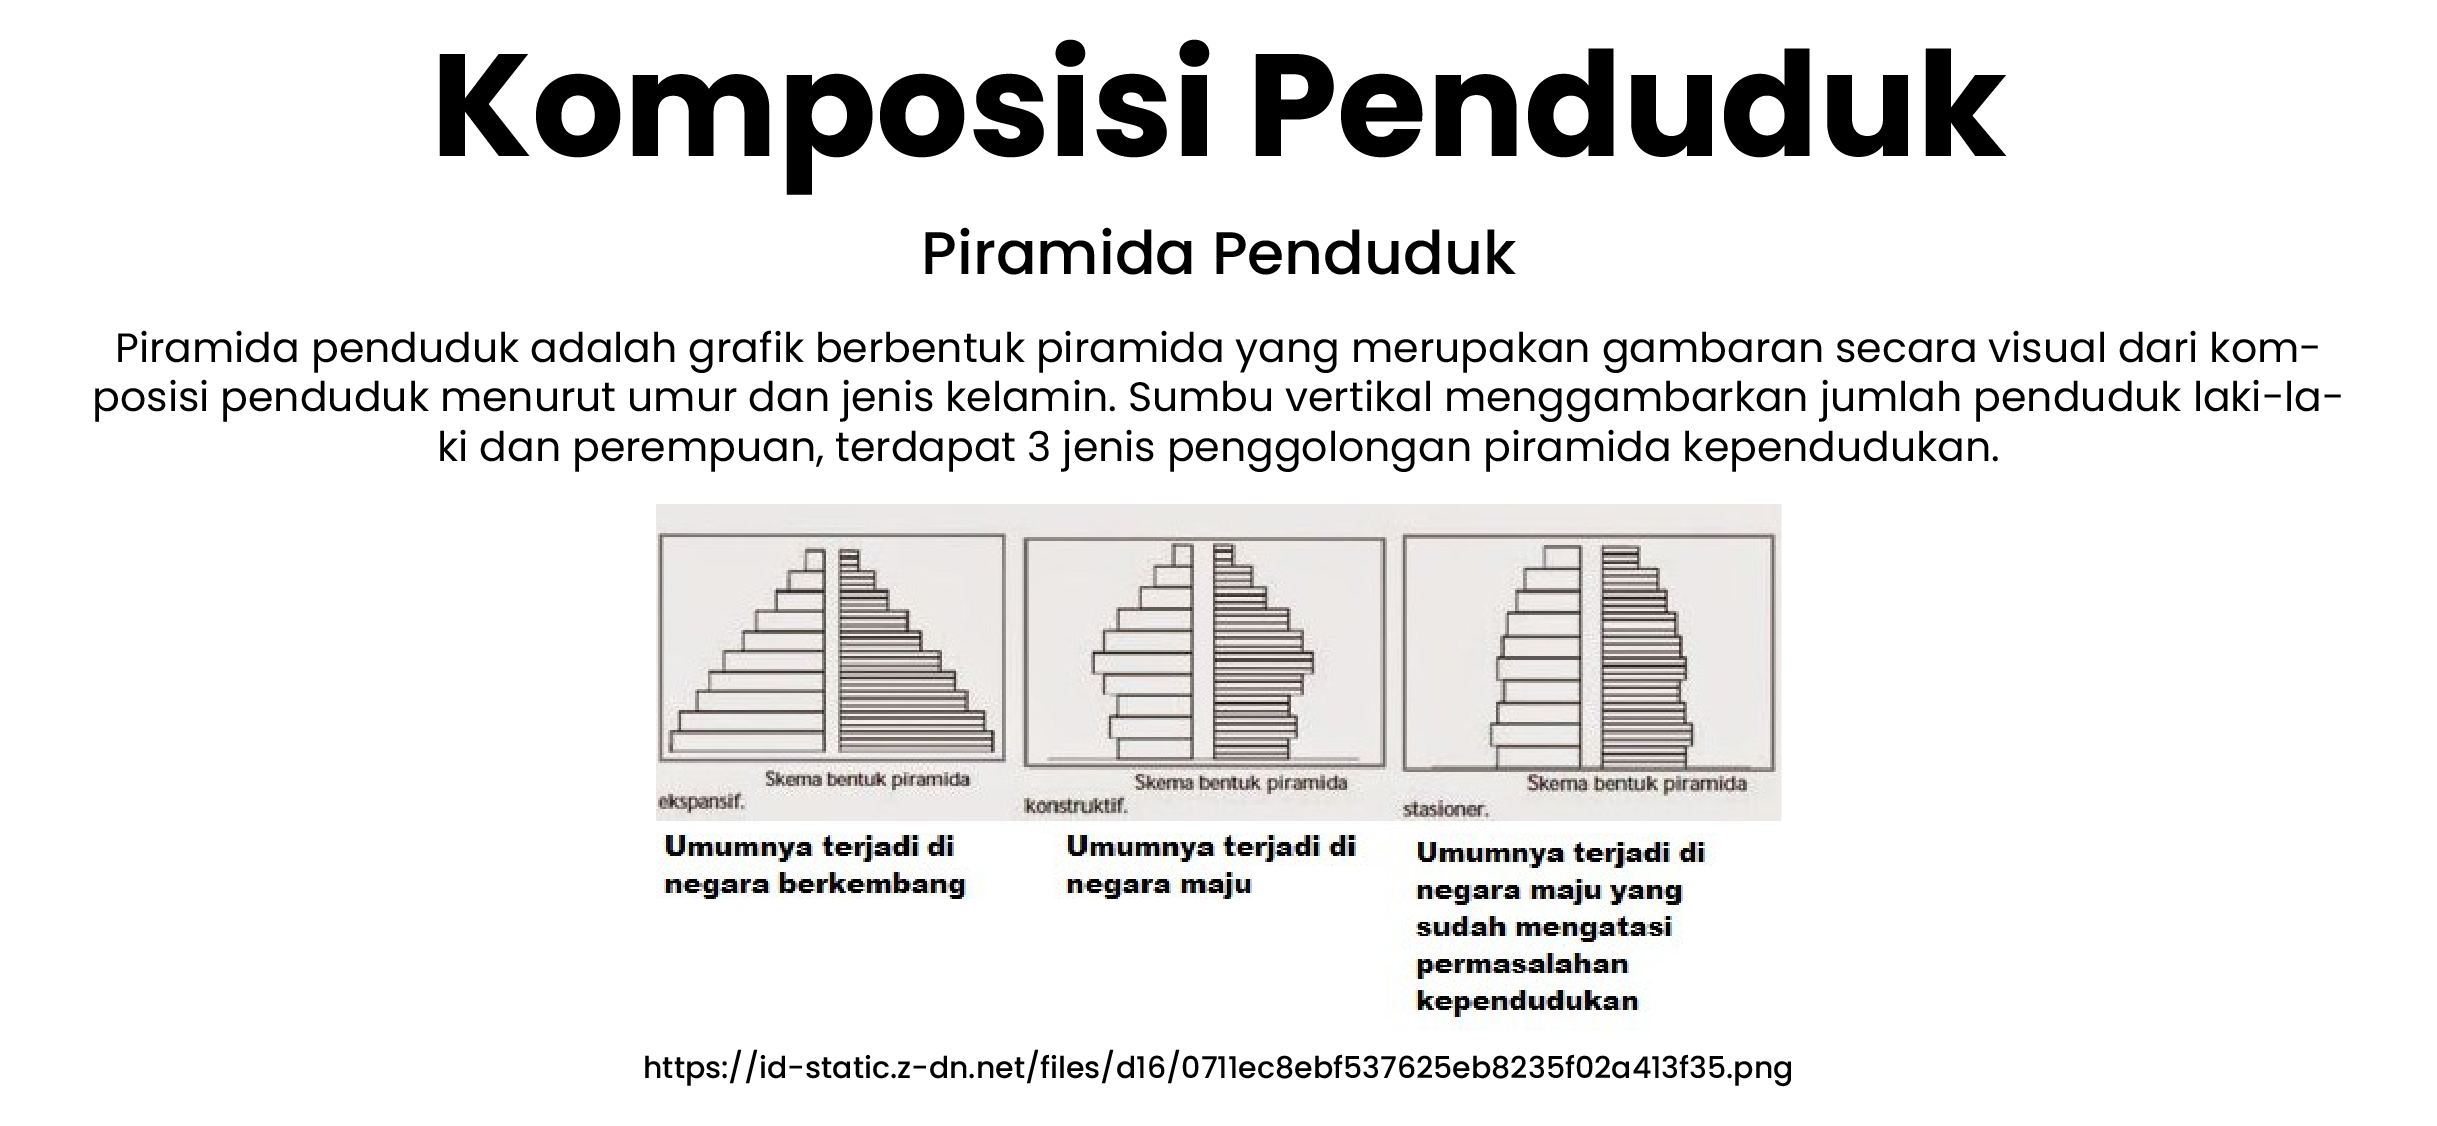 Komposisi Penduduk
Piramida Penduduk
Piramida penduduk adalah grafik berbentuk piramida yang merupakan gambaran secara visual dari kom-
posisi penduduk menurut umur dan jenis kelamin. Sumbu vertikal menggambarkan jumlah penduduk laki-la-
ki dan perempuan, terdapat 3 jenis penggolongan piramida kependudukan.
Skema bentuk piramida
ekspansif.
Umumnya terjadi di
negara berkembang
Skema bentuk piramida
konstruktif.
Umumnya terjadi di
negara maju
Skema bentuk piramida
stasioner.
Umumnya terjadi di
negara maju yang
sudah mengatasi
permasalahan
kependudukan
https://id-static.z-dn.net/files/d16/0711ec8ebf537625eb8235f02a413f35.png